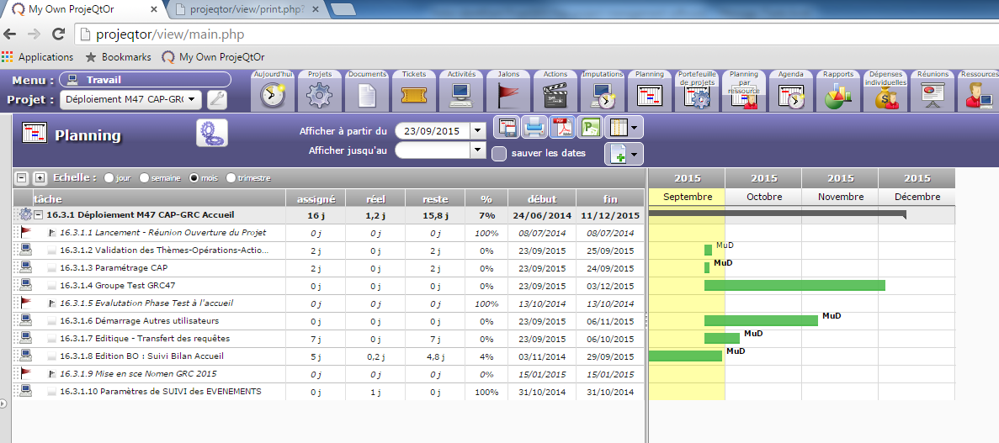 My Own ProjeQtOr
projeqtor/view/print.php?
projeqtor/view/main.php
Applications Bookmarks My Own ProjeQtOr
Menu : Travail
Projet : Déploiement M47 CAP-GRC
Aujourd'hui Projets Documents Tickets Activités Jalons Actions Imputations Planning Portefeuille de projets Planning par ressource Agenda Rapports Dépenses individuelles Réunions Ressources
Planning
Afficher à partir du 23/09/2015
Afficher jusqu'au
sauver les dates
Echelle : jour semaine mois trimestre
2015 2015 2015 2015
tâche assigné réel reste % début fin
Septembre Octobre Novembre Décembre
16.3.1 Déploiement M47 CAP-GRC Accueil 16 j 1,2 j 15,8 j 7% 24/06/2014 11/12/2015
16.3.1.1 Lancement - Réunion Ouverture du Projet 0 j 0 j 0 j 100% 08/07/2014 08/07/2014
16.3.1.2 Validation des Thèmes-Opérations-Actio... 2 j 0 j 2 j 0% 23/09/2015 25/09/2015 MuD
16.3.1.3 Paramétrage CAP 2 j 0 j 2 j 0% 23/09/2015 24/09/2015 MuD
16.3.1.4 Groupe Test GRC47 0 j 0 j 0 j 0% 23/09/2015 03/12/2015
16.3.1.5 Evalutation Phase Test à l'accueil 0 j 0 j 0 j 100% 13/10/2014 13/10/2014
16.3.1.6 Démarrage Autres utilisateurs 0 j 0 j 0 j 0% 23/09/2015 06/11/2015 MuD
16.3.1.7 Editique - Transfert des requêtes 7 j 0 j 7 j 0% 23/09/2015 06/10/2015 MuD
16.3.1.8 Edition BO : Suivi Bilan Accueil 5 j 0,2 j 4,8 j 4% 03/11/2014 29/09/2015 MuD
16.3.1.9 Mise en sce Nomen GRC 2015 0 j 0 j 0 j 0% 15/01/2015 15/01/2015
16.3.1.10 Paramètres de SUIVI des EVENEMENTS 0 j 1 j 0 j 100% 31/10/2014 31/10/2014